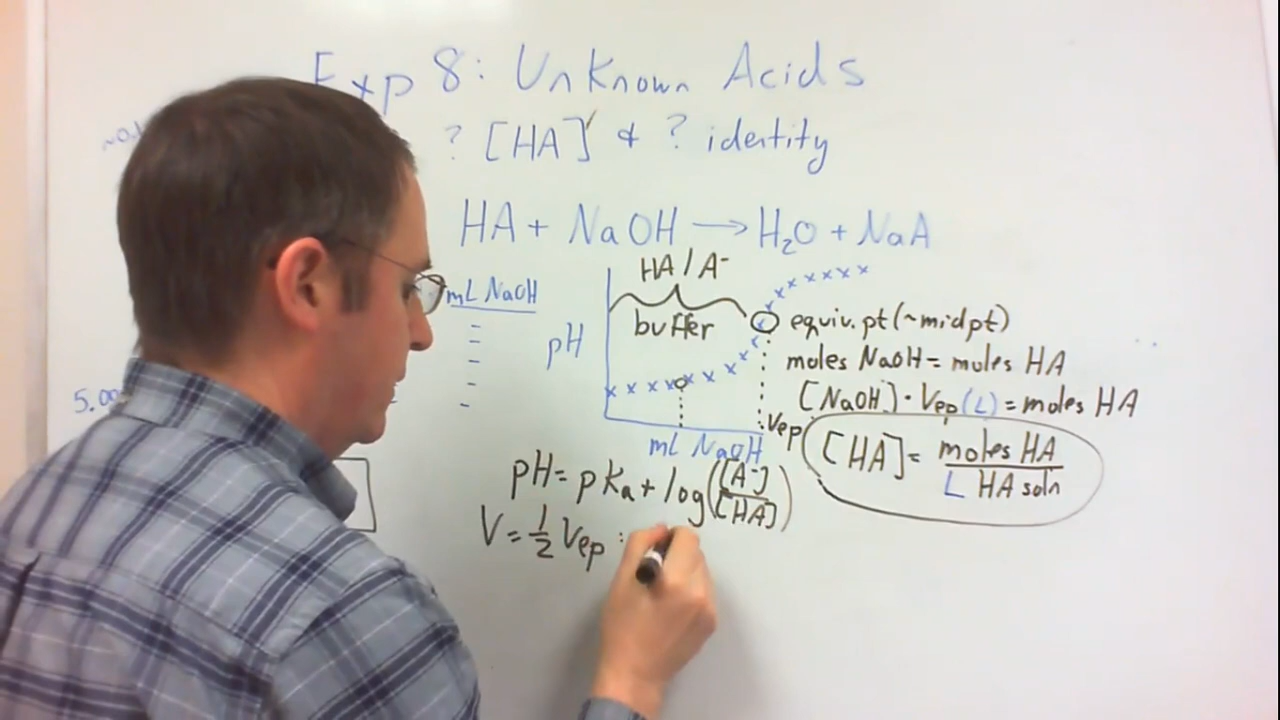 Exp 8: Unknown Acids
? [HA] & ? identity
HA + NaOH → H₂O + NaA
mL NaOH
HA / A⁻
buffer
pH
equiv. pt (~midpt)
moles NaOH = moles HA
[NaOH] · Vep (L) = moles HA
Vep
mL NaOH
[HA] = moles HA / L HA soln
pH = pKa + log([A⁻]/[HA])
V = 1/2 Vep :
5.00